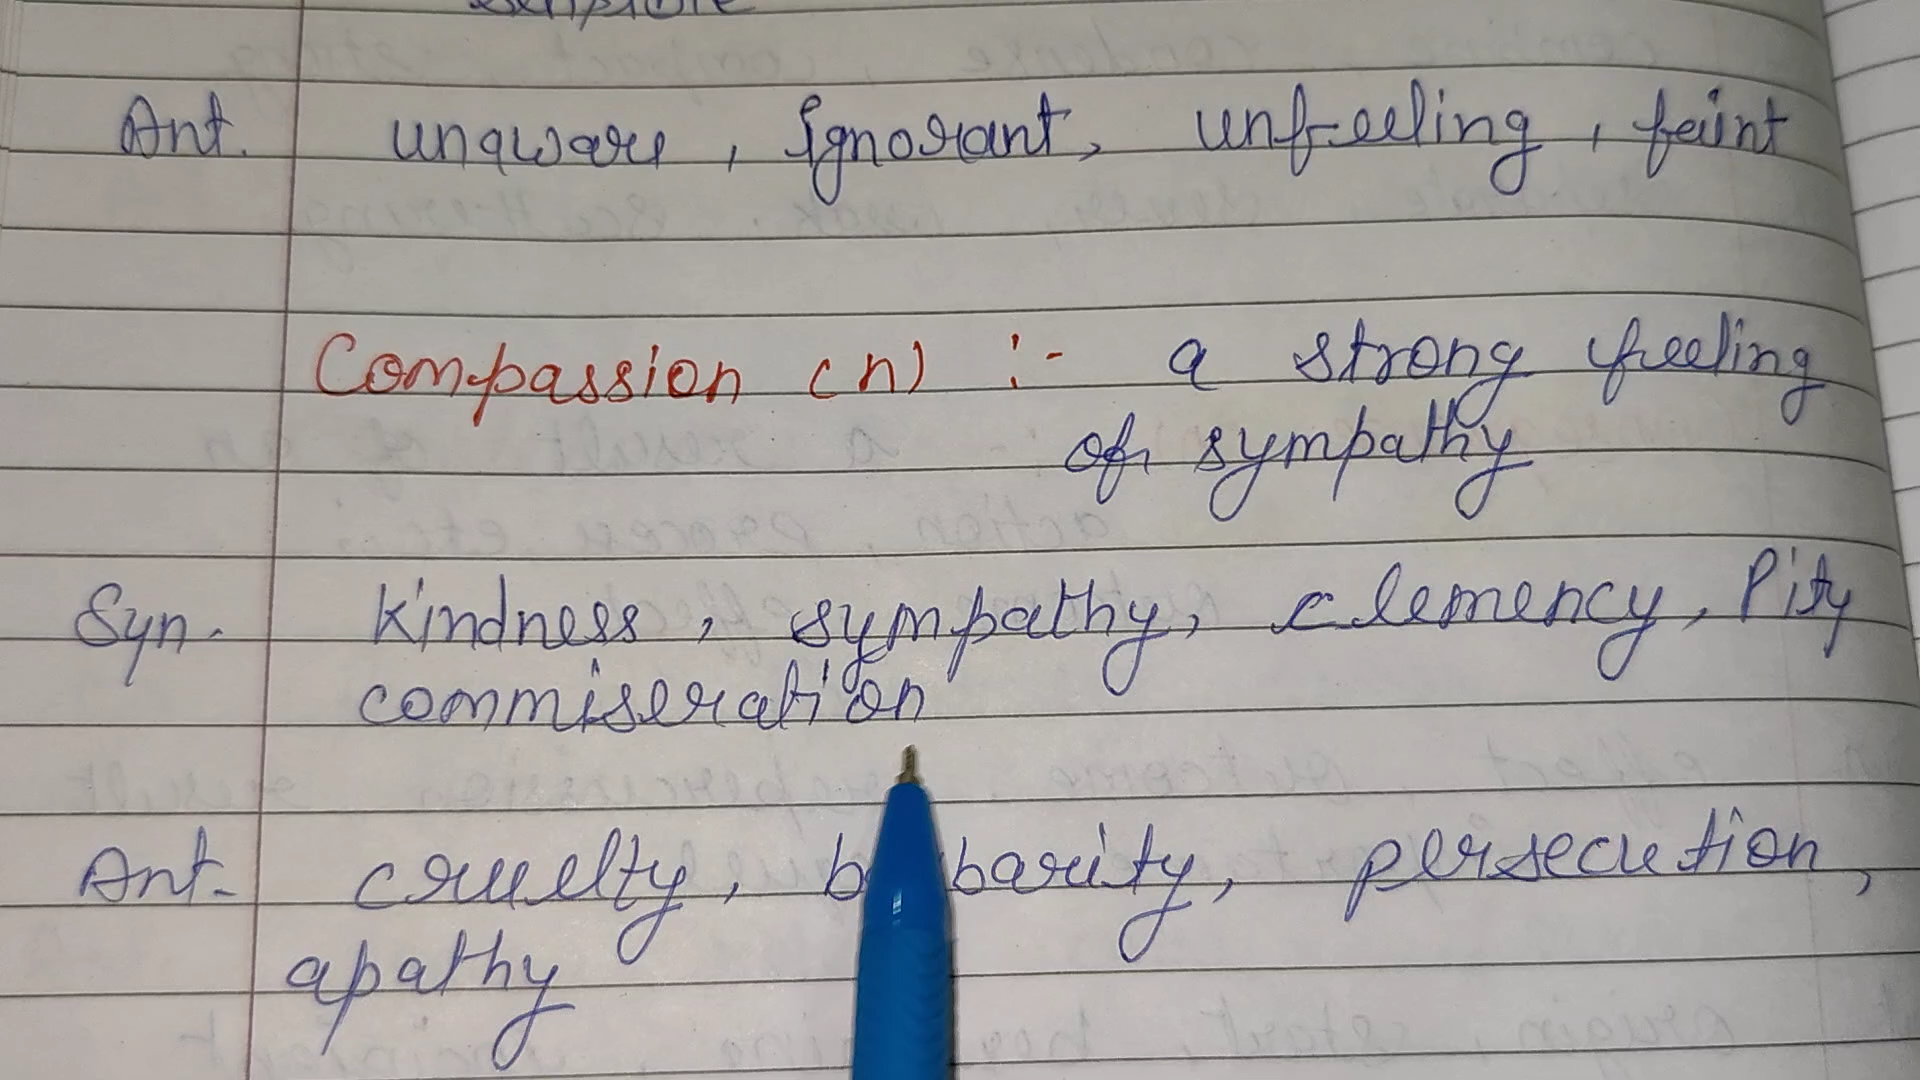 Ant. unaware, Ignorant, unfeeling, faint
Compassion (n) :- a strong feeling
of sympathy
Syn. Kindness, sympathy, clemency, Pity
commiseration
Ant. cruelty, barity, persecution,
apathy